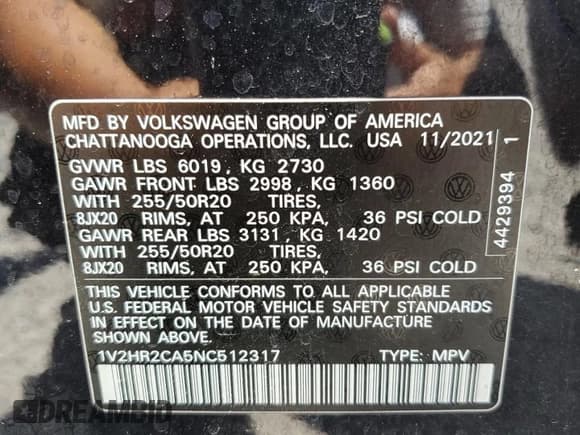 MFD BY VOLKSWAGEN GROUP OF AMERICA
CHATTANOOGA OPERATIONS, LLC. USA 11/2021
GVWR LBS 6019, KG 2730
GAWR FRONT LBS 2998, KG 1360
WITH 255/50R20 TIRES,
8JX20 RIMS, AT 250 KPA, 36 PSI COLD
GAWR REAR LBS 3131, KG 1420
WITH 255/50R20 TIRES,
8JX20 RIMS, AT 250 KPA, 36 PSI COLD
THIS VEHICLE CONFORMS TO ALL APPLICABLE
U.S. FEDERAL MOTOR VEHICLE SAFETY STANDARDS
IN EFFECT ON THE DATE OF MANUFACTURE
SHOWN ABOVE.
1V2HR2CA5NC512317 TYPE: MPV
4429394 1
DREAMBID